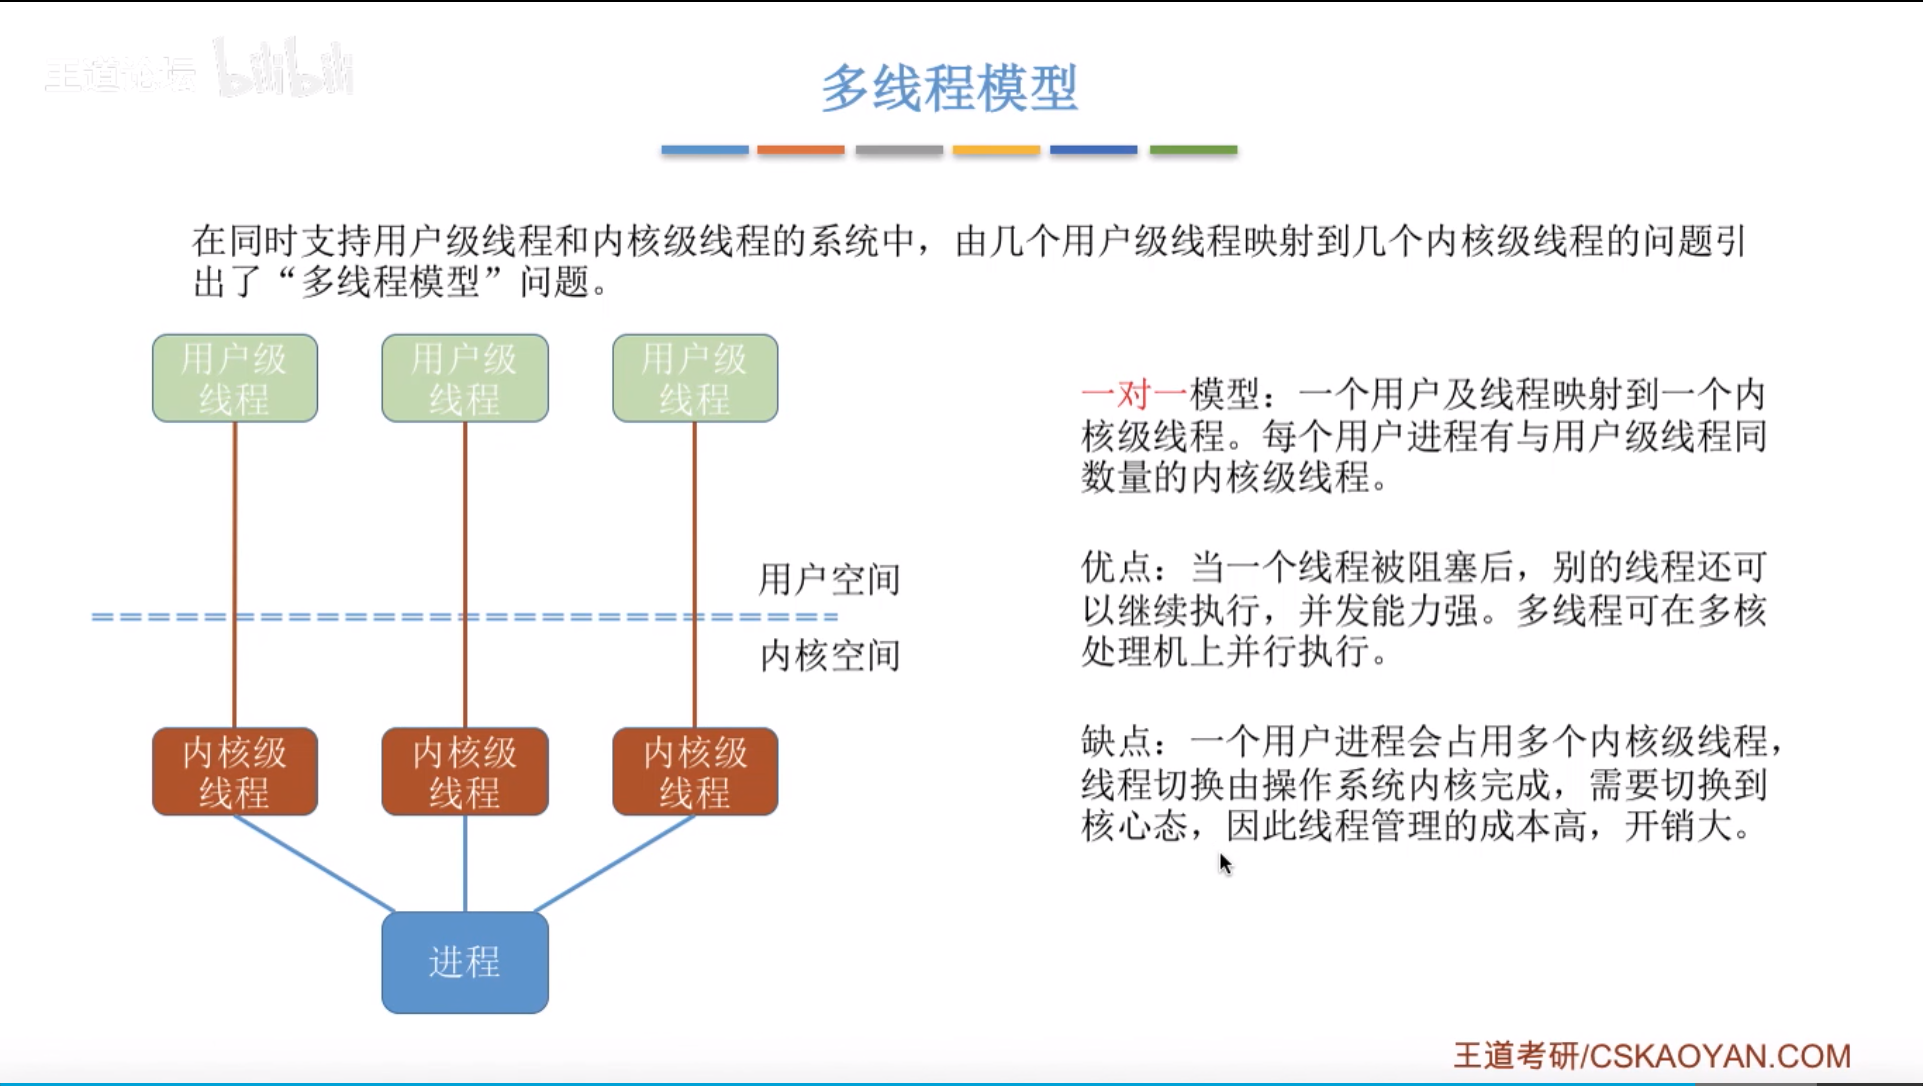 王道论坛 bilibili
多线程模型
在同时支持用户级线程和内核级线程的系统中，由几个用户级线程映射到几个内核级线程的问题引
出了“多线程模型”问题。
用户级
线程
用户级
线程
用户级
线程
用户空间
内核空间
内核级
线程
内核级
线程
内核级
线程
进程
一对一模型：一个用户及线程映射到一个内
核级线程。每个用户进程有与用户级线程同
数量的内核级线程。
优点：当一个线程被阻塞后，别的线程还可
以继续执行，并发能力强。多线程可在多核
处理机上并行执行。
缺点：一个用户进程会占用多个内核级线程，
线程切换由操作系统内核完成，需要切换到
核心态，因此线程管理的成本高，开销大。
王道考研/CSKAOYAN.COM